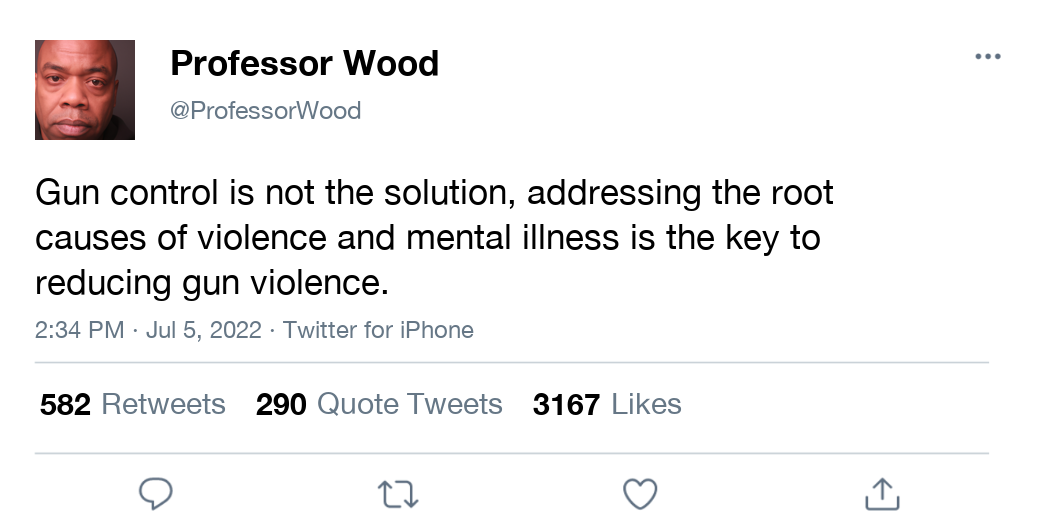 Professor Wood
@ProfessorWood
Gun control is not the solution, addressing the root
causes of violence and mental illness is the key to
reducing gun violence.
2:34 PM · Jul 5, 2022 · Twitter for iPhone
582 Retweets 290 Quote Tweets 3167 Likes